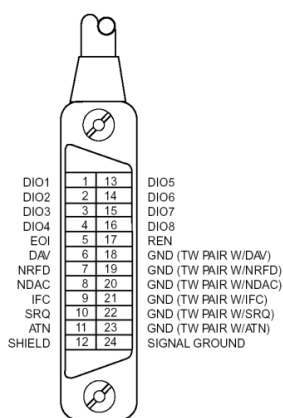 DIO1 1 13 DIO5
DIO2 2 14 DIO6
DIO3 3 15 DIO7
DIO4 4 16 DIO8
EOI 5 17 REN
DAV 6 18 GND (TW PAIR W/DAV)
NRFD 7 19 GND (TW PAIR W/NRFD)
NDAC 8 20 GND (TW PAIR W/NDAC)
IFC 9 21 GND (TW PAIR W/IFC)
SRQ 10 22 GND (TW PAIR W/SRQ)
ATN 11 23 GND (TW PAIR W/ATN)
SHIELD 12 24 SIGNAL GROUND